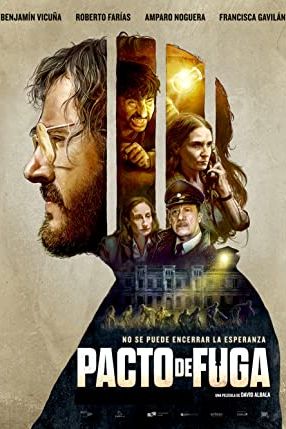 BENJAMÍN VICUÑA ROBERTO FARÍAS AMPARO NOGUERA FRANCISCA GAVILÁN
NO SE PUEDE ENCERRAR LA ESPERANZA
PACTO DE FUGA
UNA PELÍCULA DE DAVID ALBALA